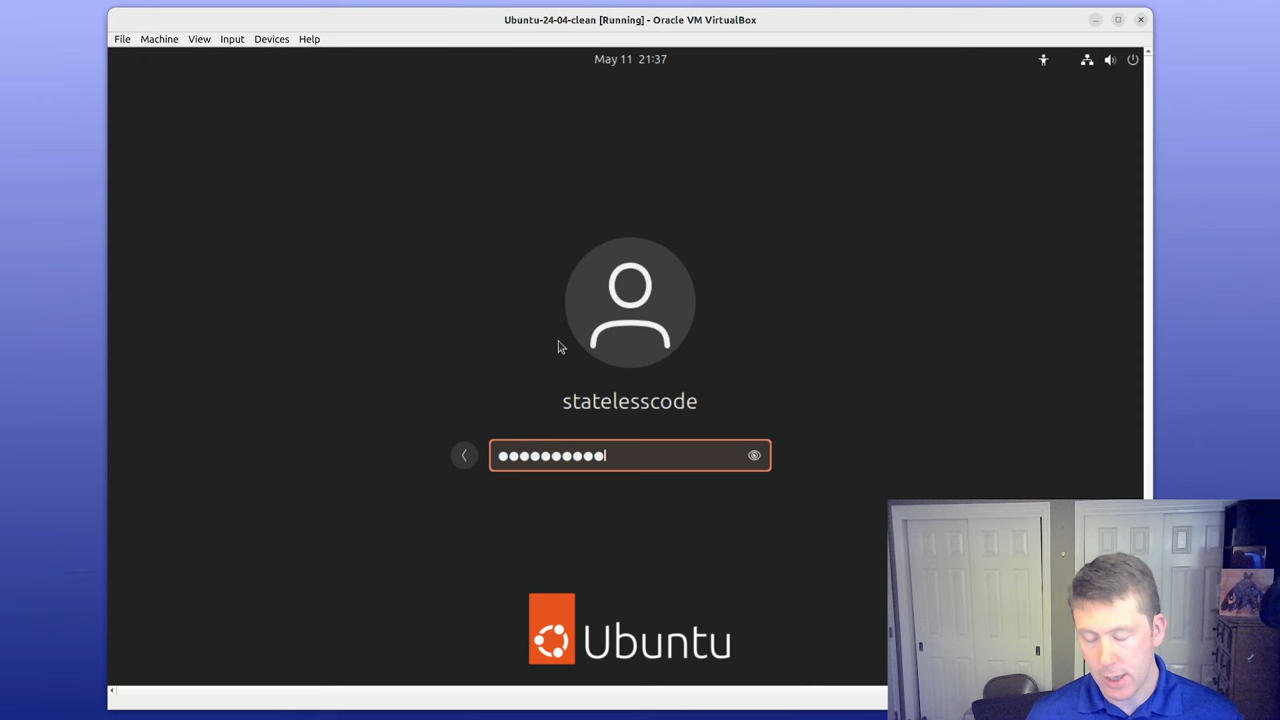 Ubuntu-24-04-clean [Running] - Oracle VM VirtualBox
File Machine View Input Devices Help
May 11 21:37
statelesscode
Ubuntu